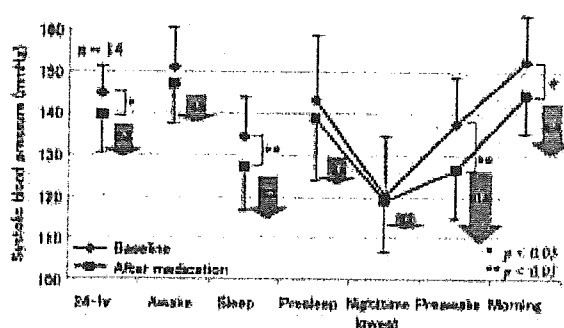 Systolic blood pressure (mmHg)
160
150
140
130
120
110
100
n = 14
*
**
**
*
Baseline
After medication
* p < 0.05
** p < 0.01
24-hr
Awake
Sleep
Presleep
Nighttime
lowest
Preawake
Morning